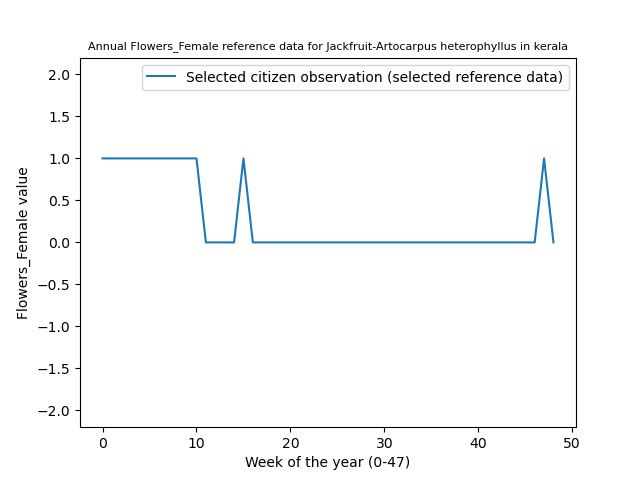 Annual Flowers_Female reference data for Jackfruit-Artocarpus heterophyllus in kerala
Selected citizen observation (selected reference data)
2.0
1.5
1.0
0.5
0.0
−0.5
−1.0
−1.5
−2.0
Flowers_Female value
0 10 20 30 40 50
Week of the year (0-47)